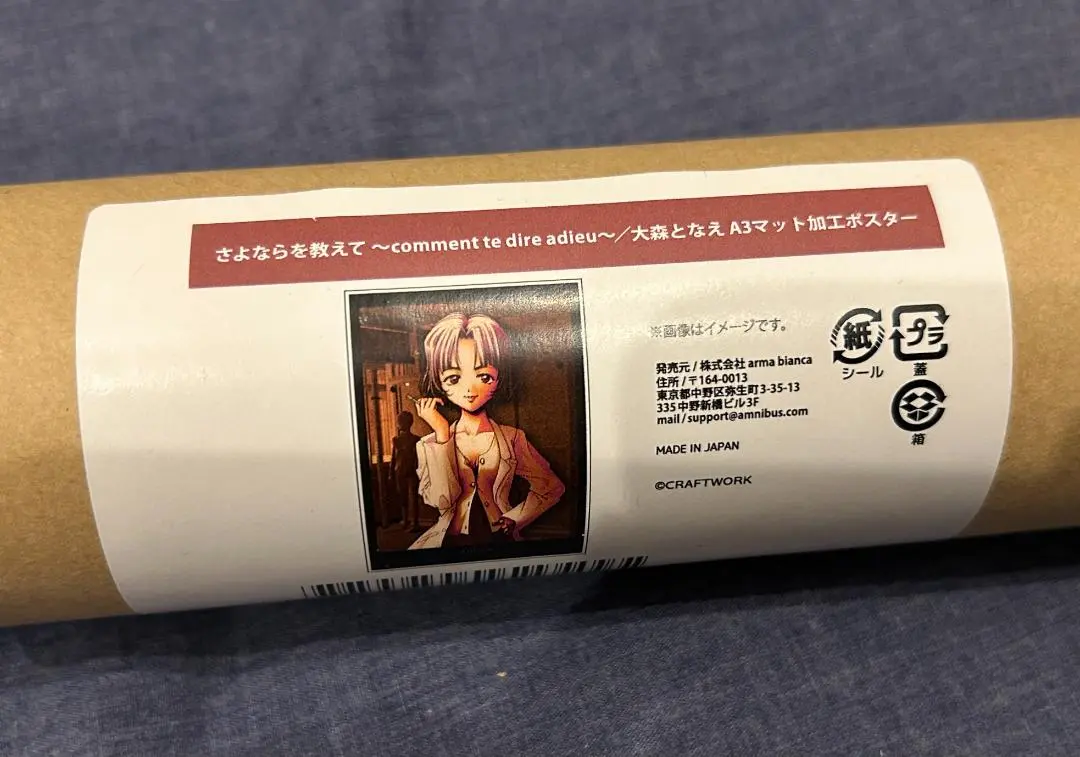 さよならを教えて ～comment te dire adieu～／大森となえ A3マット加工ポスター
※画像はイメージです。
発売元 / 株式会社 arma bianca
住所 / 〒164-0013
東京都中野区弥生町3-35-13
335 中野新橋ビル3F
mail / support@amnibus.com
MADE IN JAPAN
©CRAFTWORK
紙
シール
プラ
蓋
箱